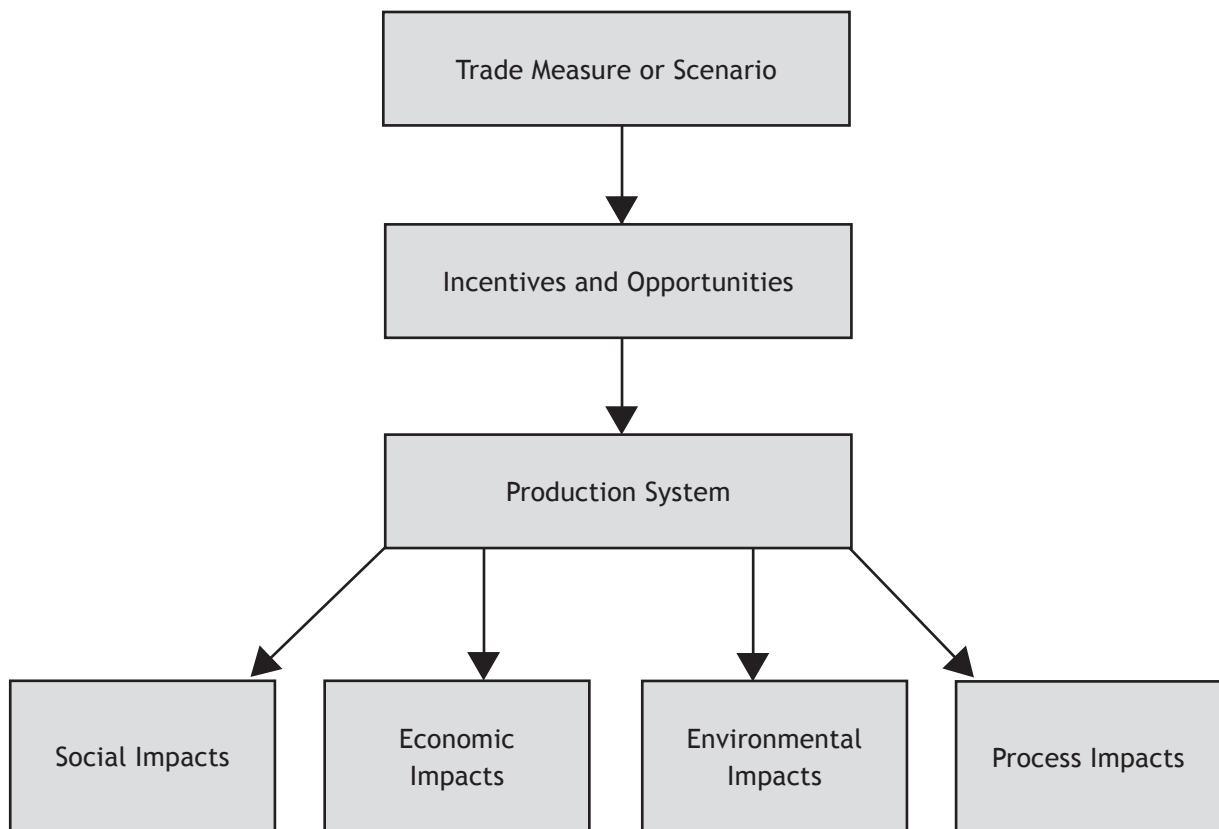 Trade Measure or Scenario
Incentives and Opportunities
Production System
Social Impacts
Economic
Impacts
Environmental
Impacts
Process Impacts